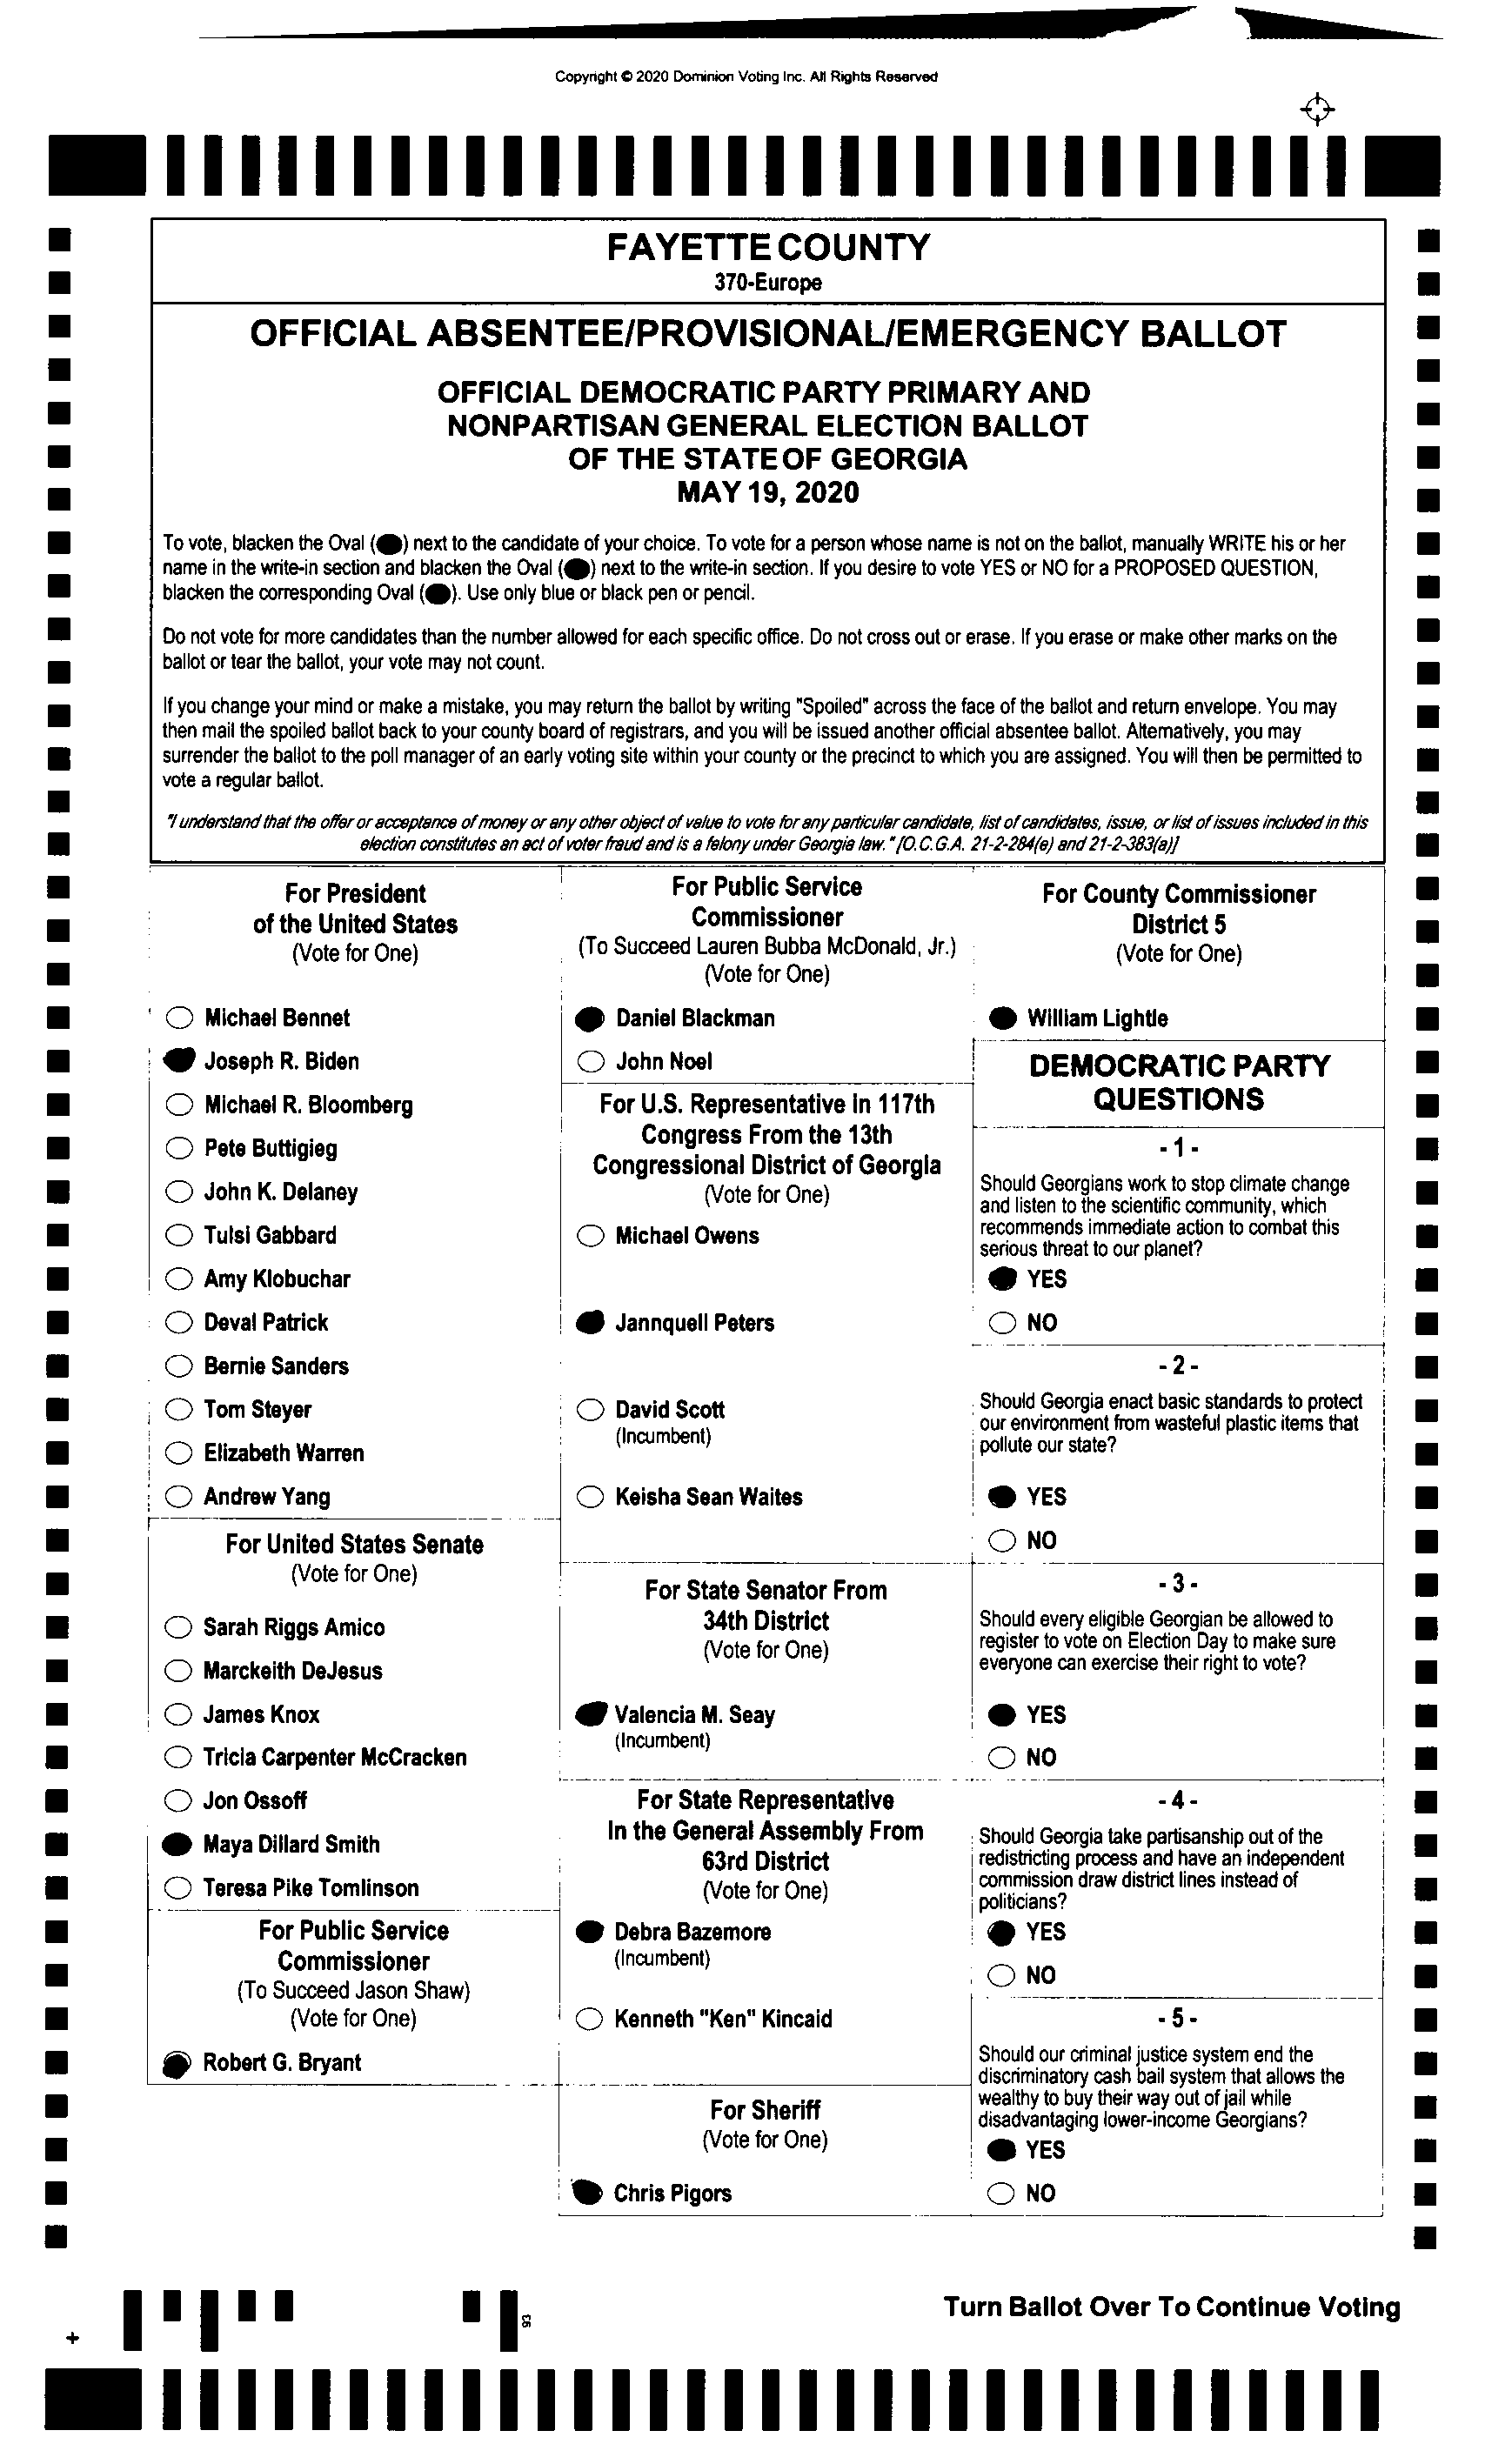 Copyright © 2020 Dominion Voting Inc. All Rights Reserved
FAYETTE COUNTY
370-Europe
OFFICIAL ABSENTEE/PROVISIONAL/EMERGENCY BALLOT
OFFICIAL DEMOCRATIC PARTY PRIMARY AND
NONPARTISAN GENERAL ELECTION BALLOT
OF THE STATE OF GEORGIA
MAY 19, 2020
To vote, blacken the Oval (●) next to the candidate of your choice. To vote for a person whose name is not on the ballot, manually WRITE his or her
name in the write-in section and blacken the Oval (●) next to the write-in section. If you desire to vote YES or NO for a PROPOSED QUESTION,
blacken the corresponding Oval (●). Use only blue or black pen or pencil.
Do not vote for more candidates than the number allowed for each specific office. Do not cross out or erase. If you erase or make other marks on the
ballot or tear the ballot, your vote may not count.
If you change your mind or make a mistake, you may return the ballot by writing "Spoiled" across the face of the ballot and return envelope. You may
then mail the spoiled ballot back to your county board of registrars, and you will be issued another official absentee ballot. Alternatively, you may
surrender the ballot to the poll manager of an early voting site within your county or the precinct to which you are assigned. You will then be permitted to
vote a regular ballot.
"I understand that the offer or acceptance of money or any other object of value to vote for any particular candidate, list of candidates, issue, or list of issues included in this
election constitutes an act of voter fraud and is a felony under Georgia law." [O.C.G.A. 21-2-284(e) and 21-2-383(a)]
For President
of the United States
(Vote for One)
Michael Bennet
Joseph R. Biden
Michael R. Bloomberg
Pete Buttigieg
John K. Delaney
Tulsi Gabbard
Amy Klobuchar
Deval Patrick
Bernie Sanders
Tom Steyer
Elizabeth Warren
Andrew Yang
For United States Senate
(Vote for One)
Sarah Riggs Amico
Marckeith DeJesus
James Knox
Tricia Carpenter McCracken
Jon Ossoff
Maya Dillard Smith
Teresa Pike Tomlinson
For Public Service
Commissioner
(To Succeed Jason Shaw)
(Vote for One)
Robert G. Bryant
For Public Service
Commissioner
(To Succeed Lauren Bubba McDonald, Jr.)
(Vote for One)
Daniel Blackman
John Noel
For U.S. Representative in 117th
Congress From the 13th
Congressional District of Georgia
(Vote for One)
Michael Owens
Jannquell Peters
David Scott
(Incumbent)
Keisha Sean Waites
For State Senator From
34th District
(Vote for One)
Valencia M. Seay
(Incumbent)
For State Representative
In the General Assembly From
63rd District
(Vote for One)
Debra Bazemore
(Incumbent)
Kenneth "Ken" Kincaid
For Sheriff
(Vote for One)
Chris Pigors
For County Commissioner
District 5
(Vote for One)
William Lightle
DEMOCRATIC PARTY
QUESTIONS
- 1 -
Should Georgians work to stop climate change
and listen to the scientific community, which
recommends immediate action to combat this
serious threat to our planet?
YES
NO
- 2 -
Should Georgia enact basic standards to protect
our environment from wasteful plastic items that
pollute our state?
YES
NO
- 3 -
Should every eligible Georgian be allowed to
register to vote on Election Day to make sure
everyone can exercise their right to vote?
YES
NO
- 4 -
Should Georgia take partisanship out of the
redistricting process and have an independent
commission draw district lines instead of
politicians?
YES
NO
- 5 -
Should our criminal justice system end the
discriminatory cash bail system that allows the
wealthy to buy their way out of jail while
disadvantaging lower-income Georgians?
YES
NO
Turn Ballot Over To Continue Voting